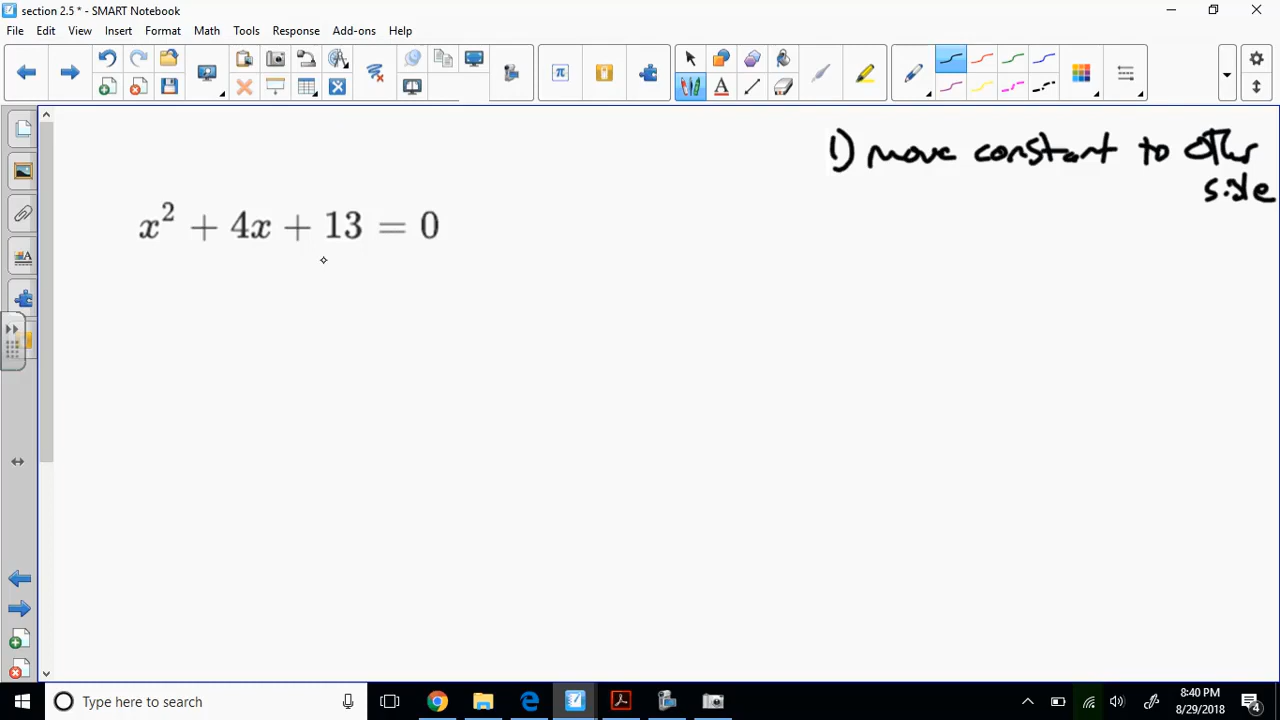 section 2.5 * - SMART Notebook
File Edit View Insert Format Math Tools Response Add-ons Help
1) move constant to other
side
x² + 4x + 13 = 0
Type here to search
8:40 PM
8/29/2018
4